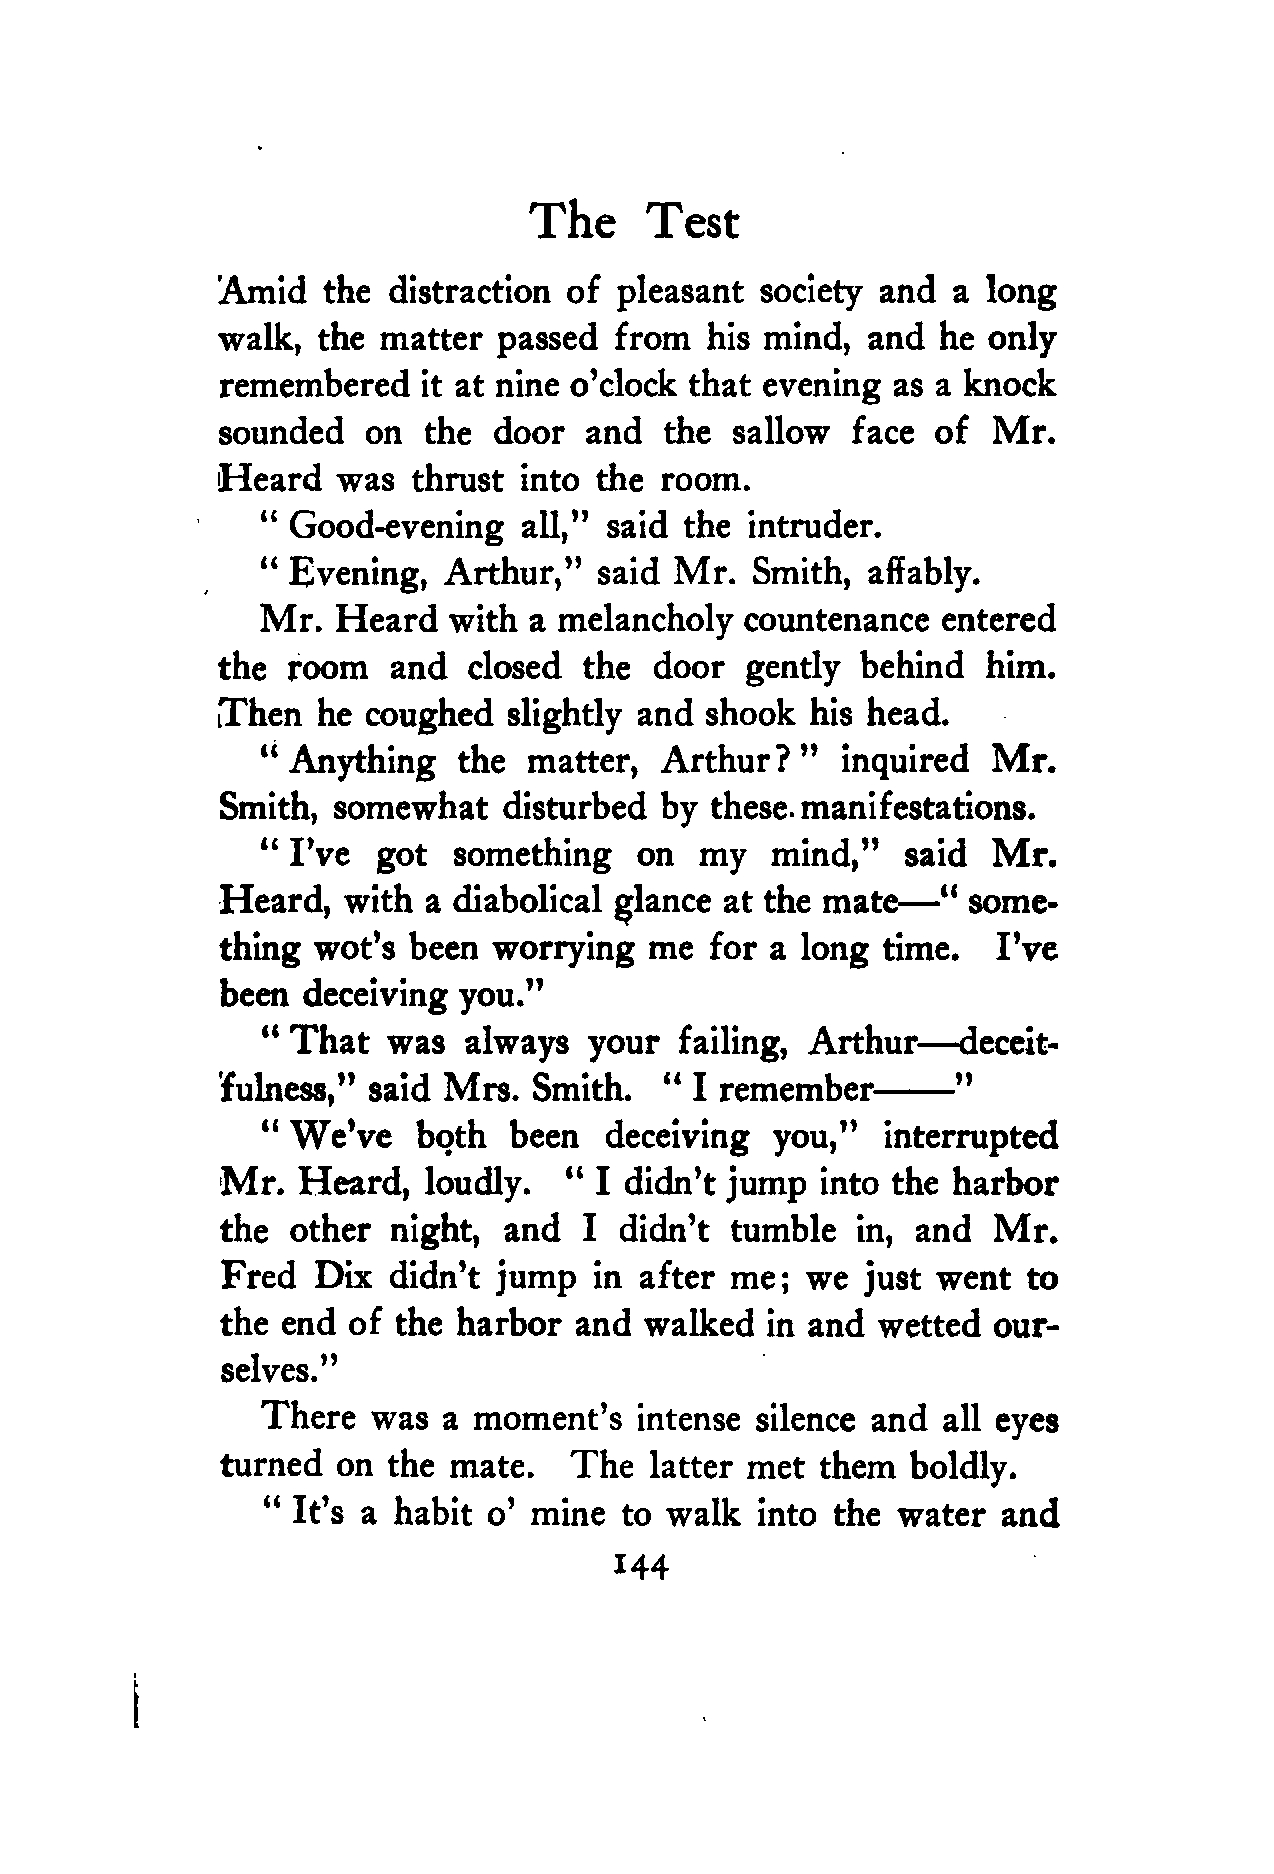 The Test
Amid the distraction of pleasant society and a long
walk, the matter passed from his mind, and he only
remembered it at nine o'clock that evening as a knock
sounded on the door and the sallow face of Mr.
Heard was thrust into the room.
" Good-evening all," said the intruder.
" Evening, Arthur," said Mr. Smith, affably.
Mr. Heard with a melancholy countenance entered
the room and closed the door gently behind him.
Then he coughed slightly and shook his head.
" Anything the matter, Arthur? " inquired Mr.
Smith, somewhat disturbed by these manifestations.
" I've got something on my mind," said Mr.
Heard, with a diabolical glance at the mate—" some-
thing wot's been worrying me for a long time. I've
been deceiving you."
" That was always your failing, Arthur—deceit-
fulness," said Mrs. Smith. " I remember——"
" We've both been deceiving you," interrupted
Mr. Heard, loudly. " I didn't jump into the harbor
the other night, and I didn't tumble in, and Mr.
Fred Dix didn't jump in after me; we just went to
the end of the harbor and walked in and wetted our-
selves."
There was a moment's intense silence and all eyes
turned on the mate. The latter met them boldly.
" It's a habit o' mine to walk into the water and
144